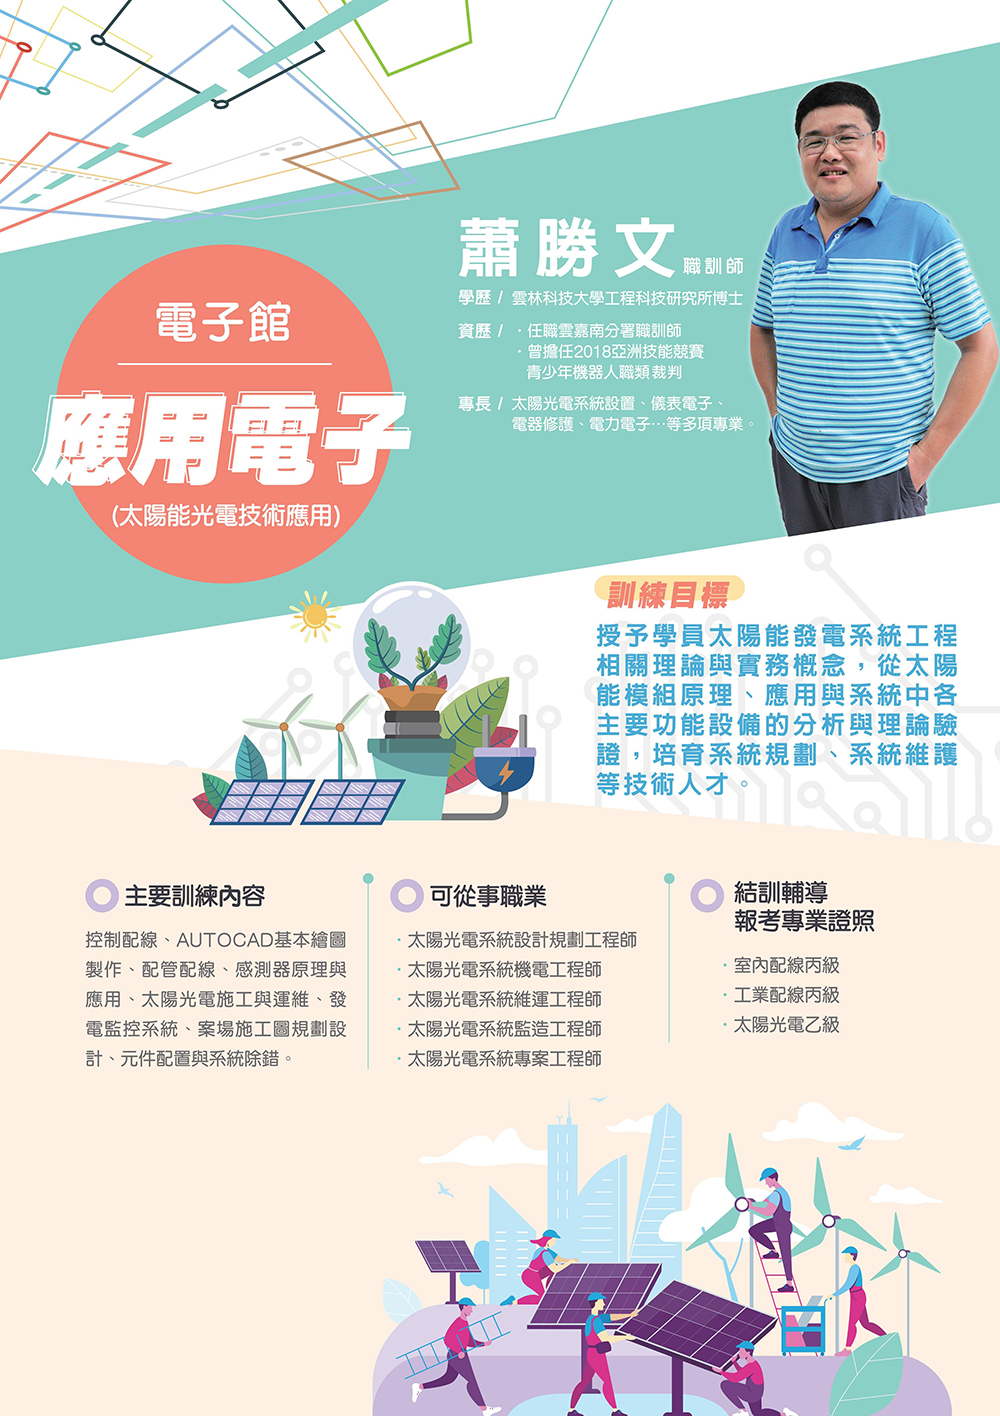 蕭勝文 職訓師
學歷 / 雲林科技大學工程科技研究所博士
資歷 / ・任職雲嘉南分署職訓師
・曾擔任2018亞洲技能競賽
青少年機器人職類裁判
專長 / 太陽光電系統設置、儀表電子、
電器修護、電力電子…等多項專業。
電子館
應用電子
(太陽能光電技術應用)
訓練目標
授予學員太陽能發電系統工程
相關理論與實務概念，從太陽
能模組原理、應用與系統中各
主要功能設備的分析與理論驗
證，培育系統規劃、系統維護
等技術人才。
主要訓練內容
控制配線、AUTOCAD基本繪圖
製作、配管配線、感測器原理與
應用、太陽光電施工與運維、發
電監控系統、案場施工圖規劃設
計、元件配置與系統除錯。
可從事職業
・太陽光電系統設計規劃工程師
・太陽光電系統機電工程師
・太陽光電系統維運工程師
・太陽光電系統監造工程師
・太陽光電系統專案工程師
結訓輔導
報考專業證照
・室內配線丙級
・工業配線丙級
・太陽光電乙級